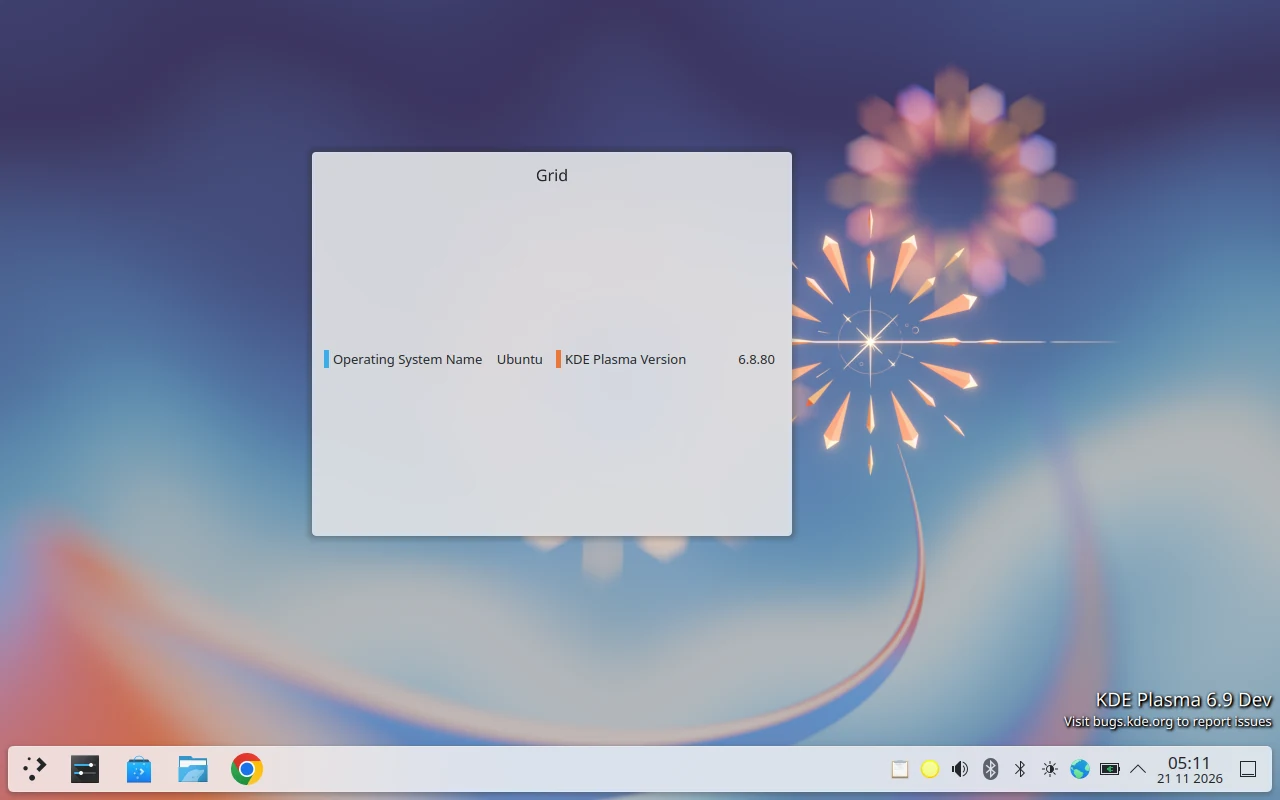 Grid
Operating System Name Ubuntu KDE Plasma Version 6.8.80
KDE Plasma 6.9 Dev
Visit bugs.kde.org to report issues
05:11
21 11 2026